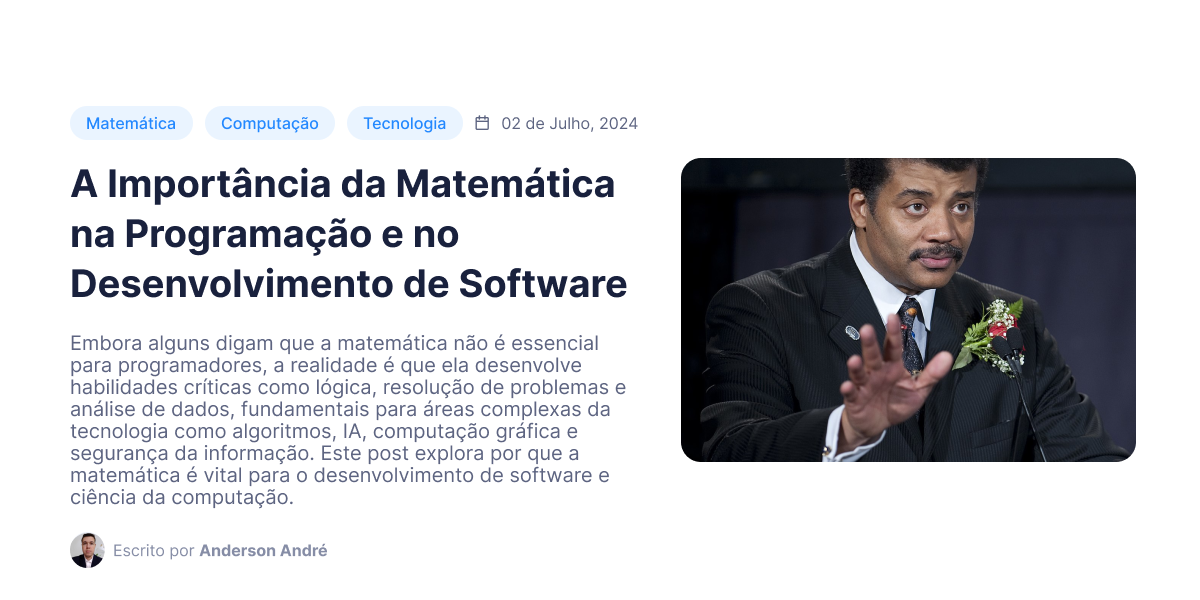 Matemática
Computação
Tecnologia
02 de Julho, 2024
A Importância da Matemática
na Programação e no
Desenvolvimento de Software
Embora alguns digam que a matemática não é essencial
para programadores, a realidade é que ela desenvolve
habilidades críticas como lógica, resolução de problemas e
análise de dados, fundamentais para áreas complexas da
tecnologia como algoritmos, IA, computação gráfica e
segurança da informação. Este post explora por que a
matemática é vital para o desenvolvimento de software e
ciência da computação.
Escrito por Anderson André